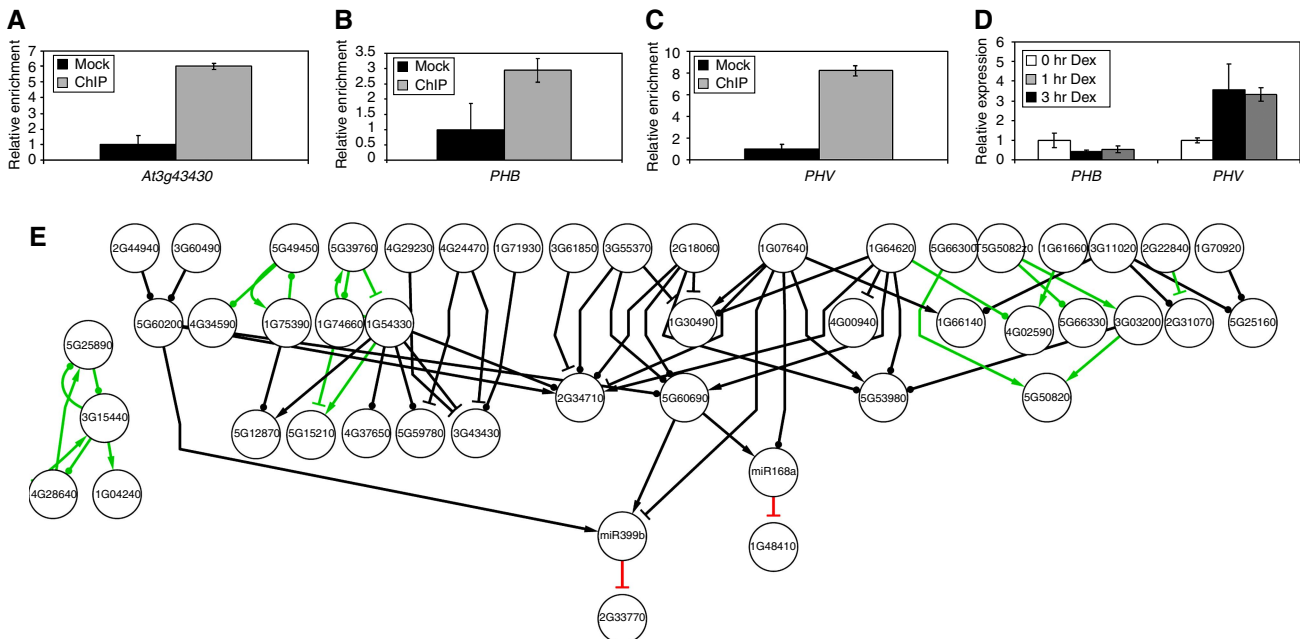 A
Relative enrichment
7
6
5
4
3
2
1
0
Mock
ChIP
At3g43430
B
Relative enrichment
3.5
3
2.5
2
1.5
1
0.5
0
Mock
ChIP
PHB
C
Relative enrichment
10
8
6
4
2
0
Mock
ChIP
PHV
D
Relative expression
6
5
4
3
2
1
0
0 hr Dex
1 hr Dex
3 hr Dex
PHB
PHV
E
2G44940
3G60490
5G49450
5G39760
4G29230
4G24470
1G71930
3G61850
3G55370
2G18060
1G07640
1G64620
5G66300
T5G5082z0
1G61660
3G11020
2G22840
1G70920
5G60200
4G34590
1G75390
1G74660
1G54330
1G30490
4G00940
1G66140
4G02590
5G66330
3G03200
2G31070
5G25160
5G25890
3G15440
4G28640
1G04240
5G12870
5G15210
4G37650
5G59780
3G43430
2G34710
5G60690
5G53980
5G50820
miR168a
miR399b
1G48410
2G33770